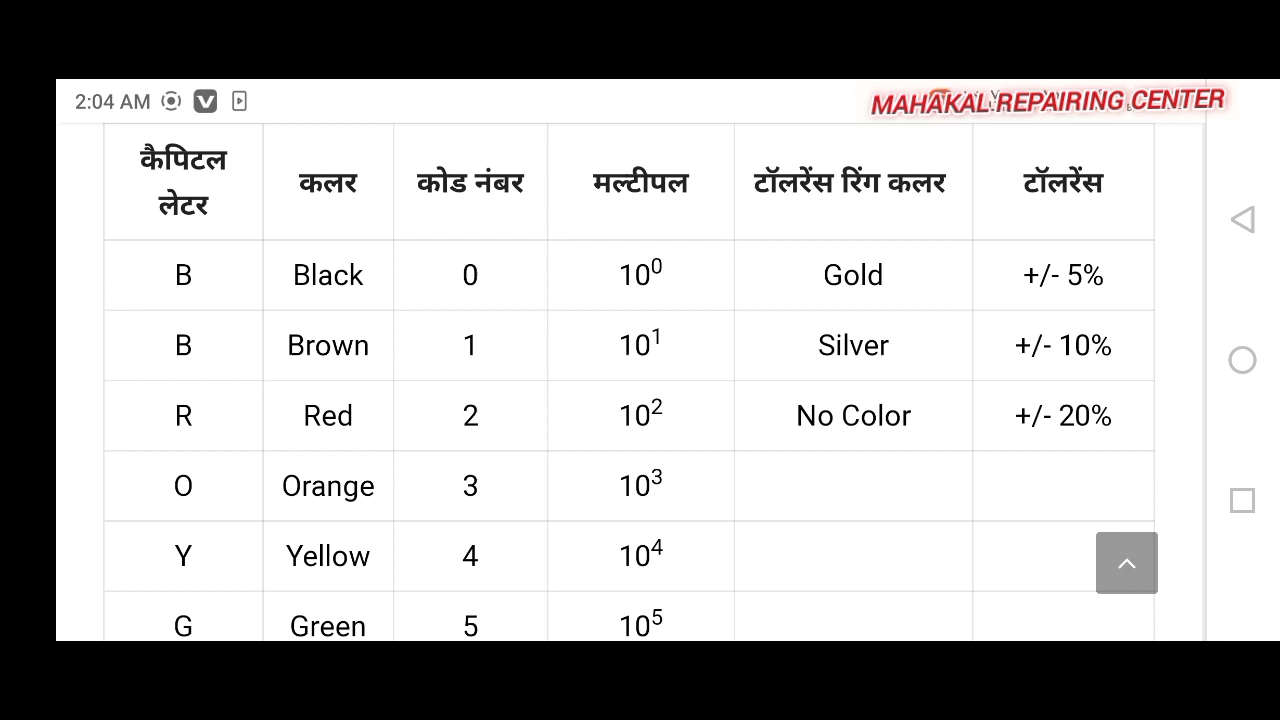 2:04 AM
MAHAKAL REPAIRING CENTER
कैपिटल लेटर कलर कोड नंबर मल्टीपल टॉलरेंस रिंग कलर टॉलरेंस
B Black 0 10⁰ Gold +/- 5%
B Brown 1 10¹ Silver +/- 10%
R Red 2 10² No Color +/- 20%
O Orange 3 10³
Y Yellow 4 10⁴
G Green 5 10⁵